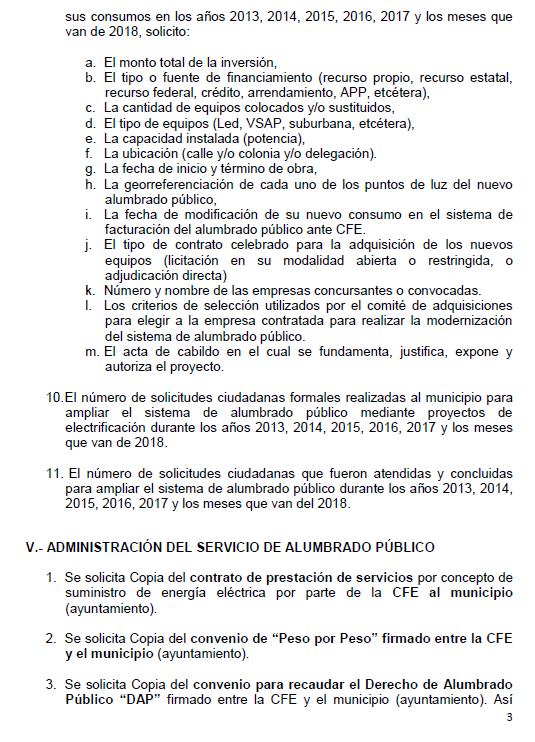 sus consumos en los años 2013, 2014, 2015, 2016, 2017 y los meses que
van de 2018, solicito:
a. El monto total de la inversión,
b. El tipo o fuente de financiamiento (recurso propio, recurso estatal,
recurso federal, crédito, arrendamiento, APP, etcétera),
c. La cantidad de equipos colocados y/o sustituidos,
d. El tipo de equipos (Led, VSAP, suburbana, etcétera),
e. La capacidad instalada (potencia),
f. La ubicación (calle y/o colonia y/o delegación).
g. La fecha de inicio y término de obra,
h. La georreferenciación de cada uno de los puntos de luz del nuevo
alumbrado público,
i. La fecha de modificación de su nuevo consumo en el sistema de
facturación del alumbrado público ante CFE.
j. El tipo de contrato celebrado para la adquisición de los nuevos
equipos (licitación en su modalidad abierta o restringida, o
adjudicación directa)
k. Número y nombre de las empresas concursantes o convocadas.
l. Los criterios de selección utilizados por el comité de adquisiciones
para elegir a la empresa contratada para realizar la modernización
del sistema de alumbrado público.
m. El acta de cabildo en el cual se fundamenta, justifica, expone y
autoriza el proyecto.
10.El número de solicitudes ciudadanas formales realizadas al municipio para
ampliar el sistema de alumbrado público mediante proyectos de
electrificación durante los años 2013, 2014, 2015, 2016, 2017 y los meses
que van de 2018.
11. El número de solicitudes ciudadanas que fueron atendidas y concluidas
para ampliar el sistema de alumbrado público durante los años 2013, 2014,
2015, 2016, 2017 y los meses que van del 2018.
V.- ADMINISTRACIÓN DEL SERVICIO DE ALUMBRADO PÚBLICO
1. Se solicita Copia del contrato de prestación de servicios por concepto de
suministro de energía eléctrica por parte de la CFE al municipio
(ayuntamiento).
2. Se solicita Copia del convenio de “Peso por Peso” firmado entre la CFE
y el municipio (ayuntamiento).
3. Se solicita Copia del convenio para recaudar el Derecho de Alumbrado
Público “DAP” firmado entre la CFE y el municipio (ayuntamiento). Así
3